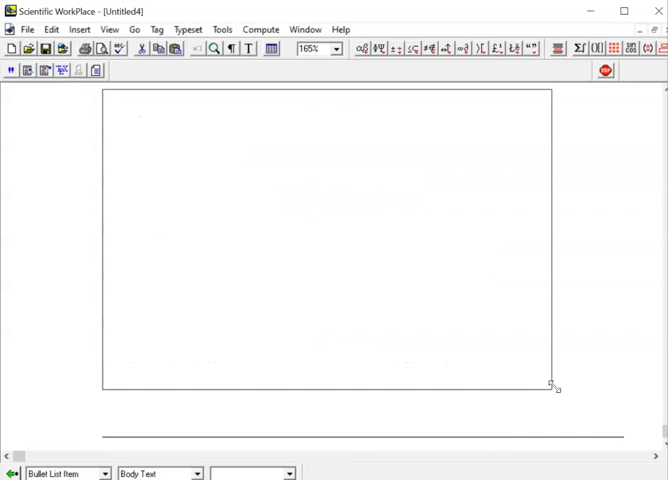 Scientific WorkPlace - [Untitled4]
File Edit Insert View Go Tag Typeset Tools Compute Window Help
165%
Bullet List Item Body Text